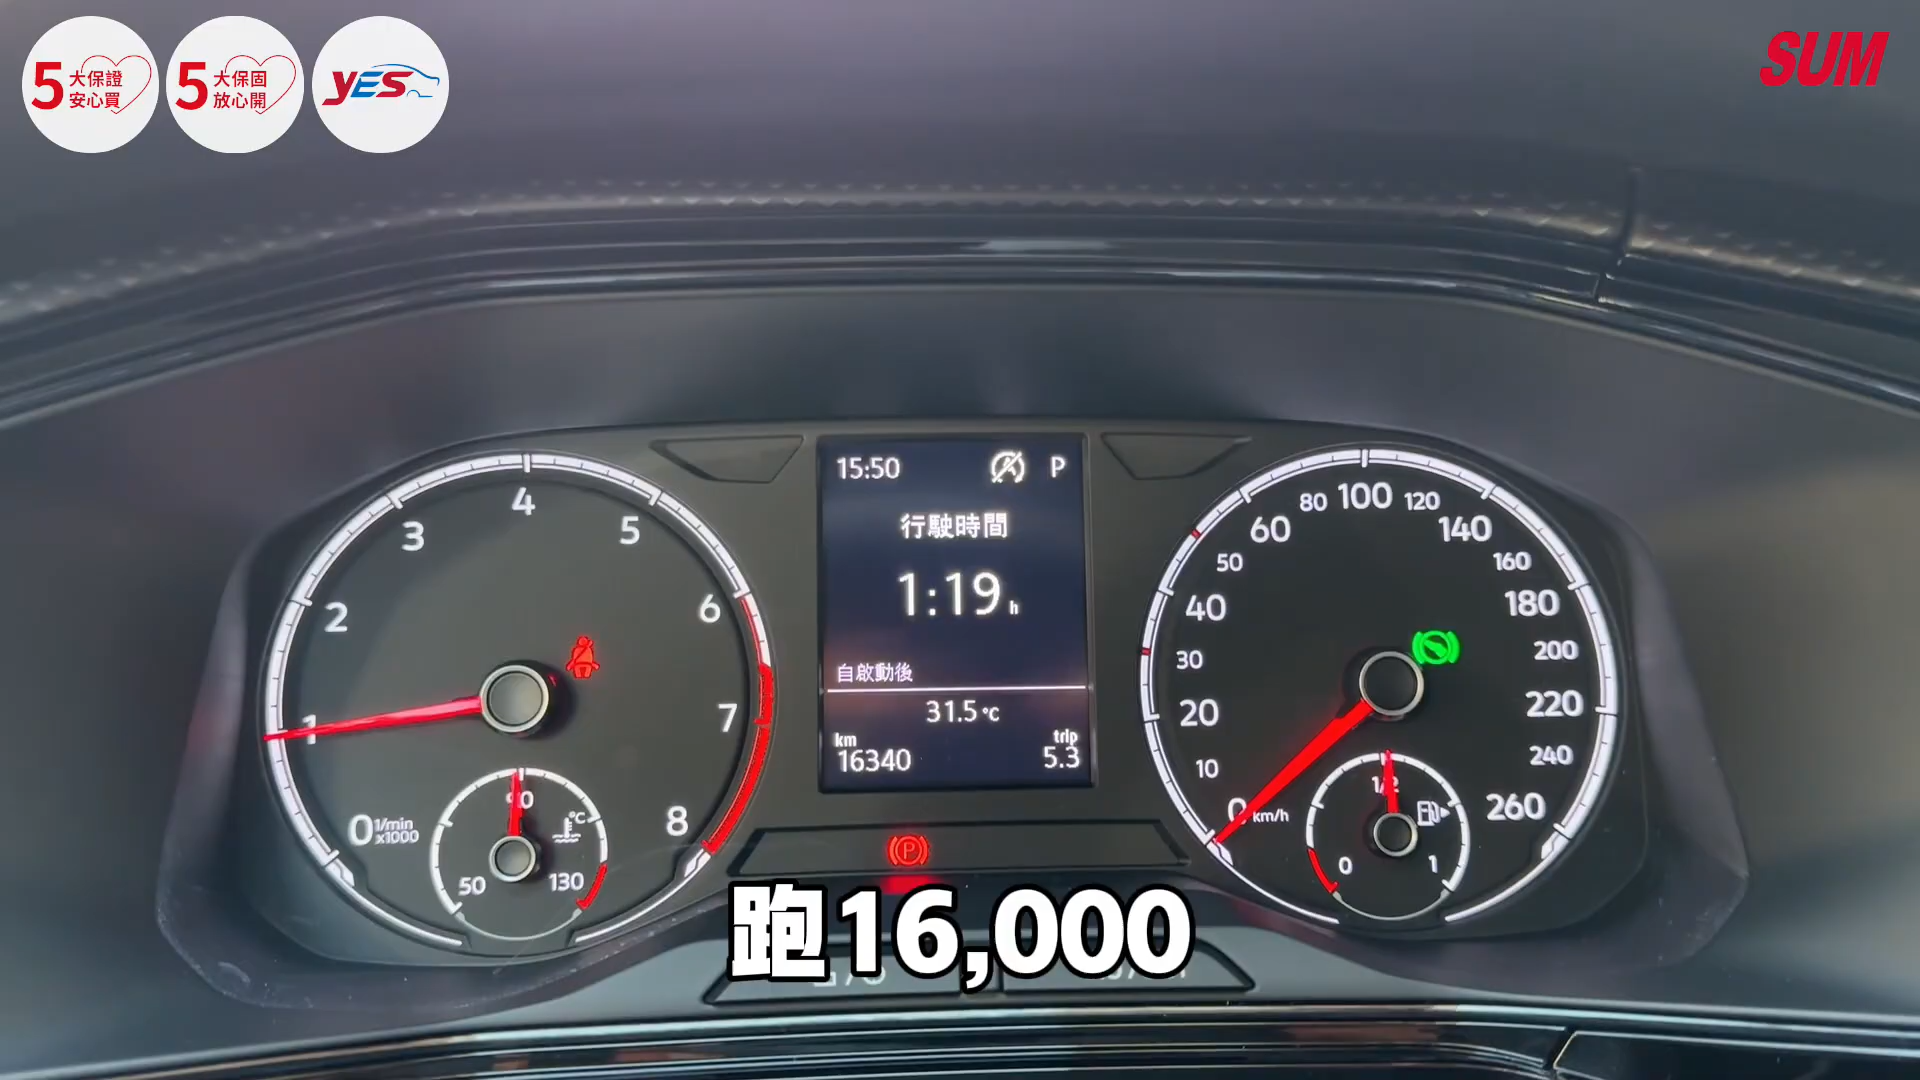 5大保證
安心買
5大保固
放心開
YES
SUM
15:50 P
行駛時間
1:19 h
自啟動後
31.5 °C
km trip
16340 5.3
0 1 2 3 4 5 6 7 8
1/min
x1000
50 90 130
°C
0 10 20 30 40 50 60 80 100 120 140 160 180 200 220 240 260
km/h
0 1/2 1
P
跑16,000